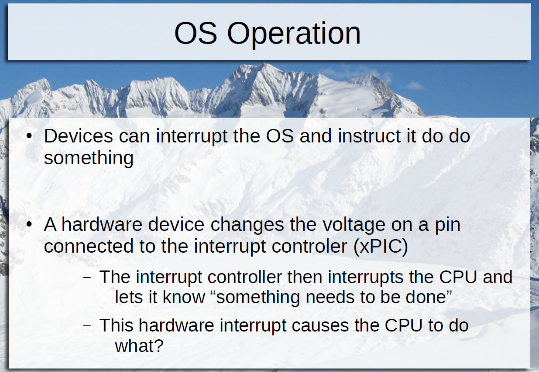 OS Operation
• Devices can interrupt the OS and instruct it do do
something
• A hardware device changes the voltage on a pin
connected to the interrupt controler (xPIC)
– The interrupt controller then interrupts the CPU and
lets it know “something needs to be done”
– This hardware interrupt causes the CPU to do
what?